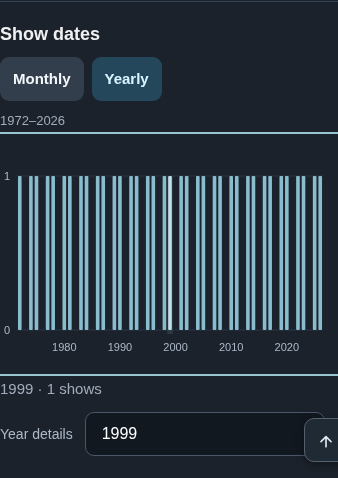 Show dates
Monthly Yearly
1972–2026
1
0
1980 1990 2000 2010 2020
1999 · 1 shows
Year details 1999